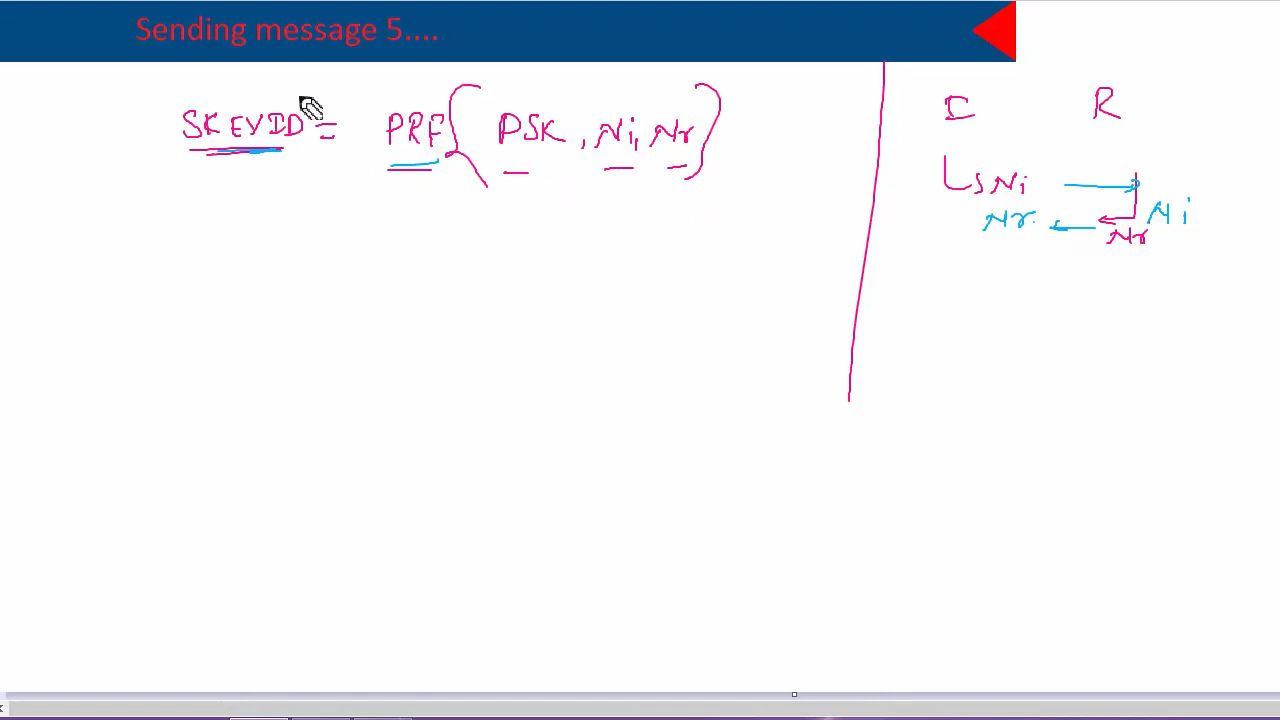 Sending message 5....
SKEYID = PRF ( PSK, Ni, Nr )
I R
Ni
Nr Ni
Nr